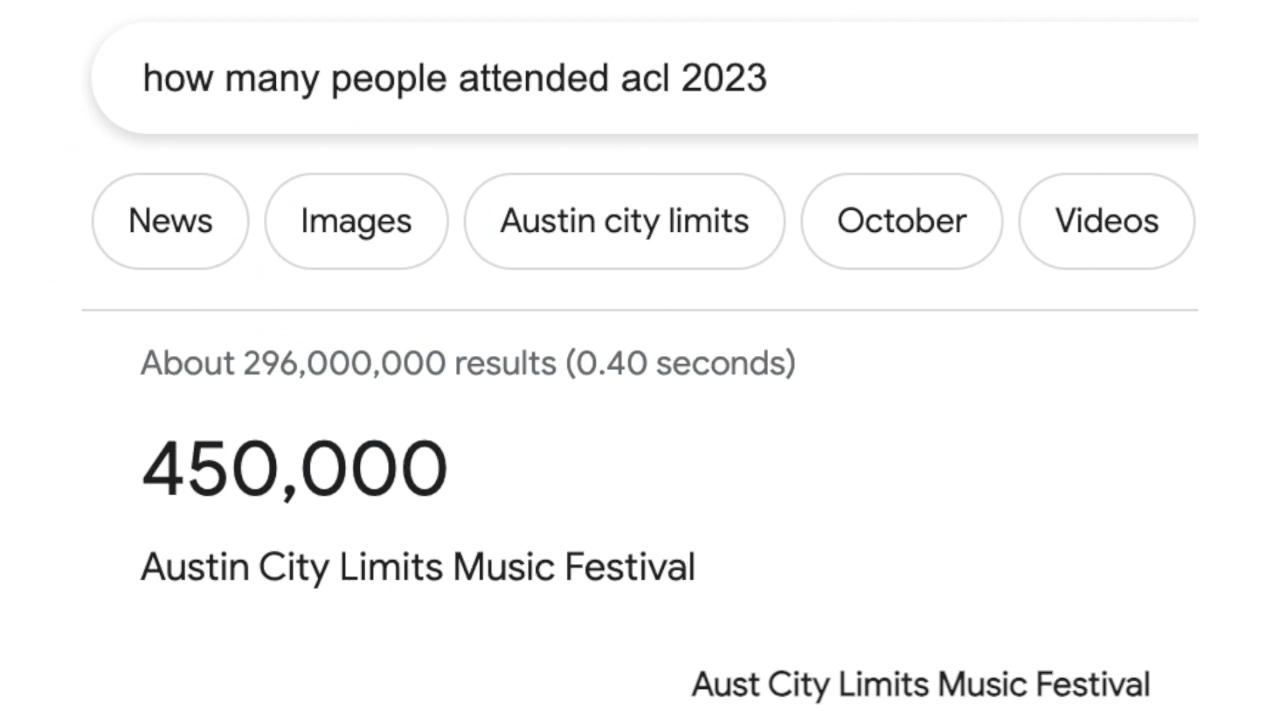 how many people attended acl 2023
News Images Austin city limits October Videos
About 296,000,000 results (0.40 seconds)
450,000
Austin City Limits Music Festival
Aust City Limits Music Festival